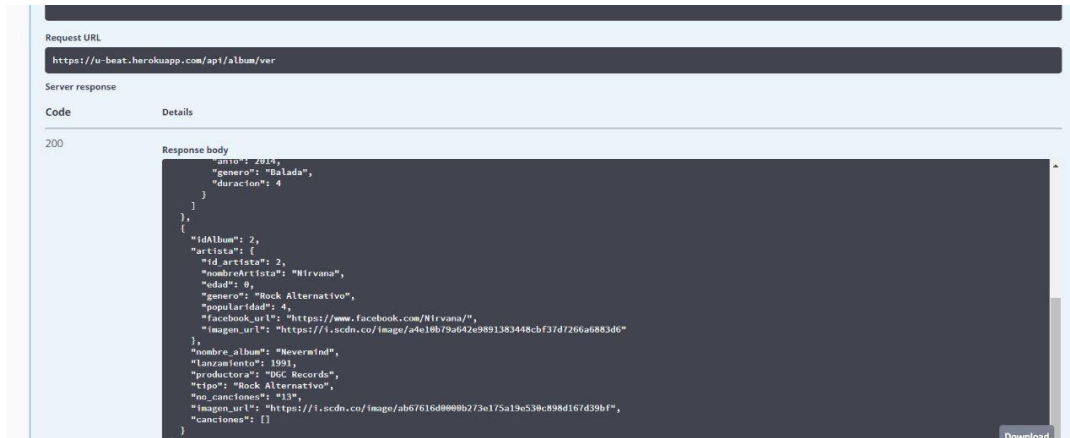 Request URL
https://u-beat.herokuapp.com/api/album/ver
Server response
Code Details
200
Response body
"anio": 2014,
"genero": "Balada",
"duracion": 4
}
]
},
{
"idAlbum": 2,
"artista": {
"id_artista": 2,
"nombreArtista": "Nirvana",
"edad": 0,
"genero": "Rock Alternativo",
"popularidad": 4,
"facebook_url": "https://www.facebook.com/Nirvana/",
"imagen_url": "https://i.scdn.co/image/a4e10b79a642e9891383448cbf37d7266a6883d6"
},
"nombre_album": "Nevermind",
"lanzamiento": 1991,
"productora": "DGC Records",
"tipo": "Rock Alternativo",
"no_canciones": "13",
"imagen_url": "https://i.scdn.co/image/ab67616d0000b273e175a19e530c898d167d39bf",
"canciones": []
}
Download